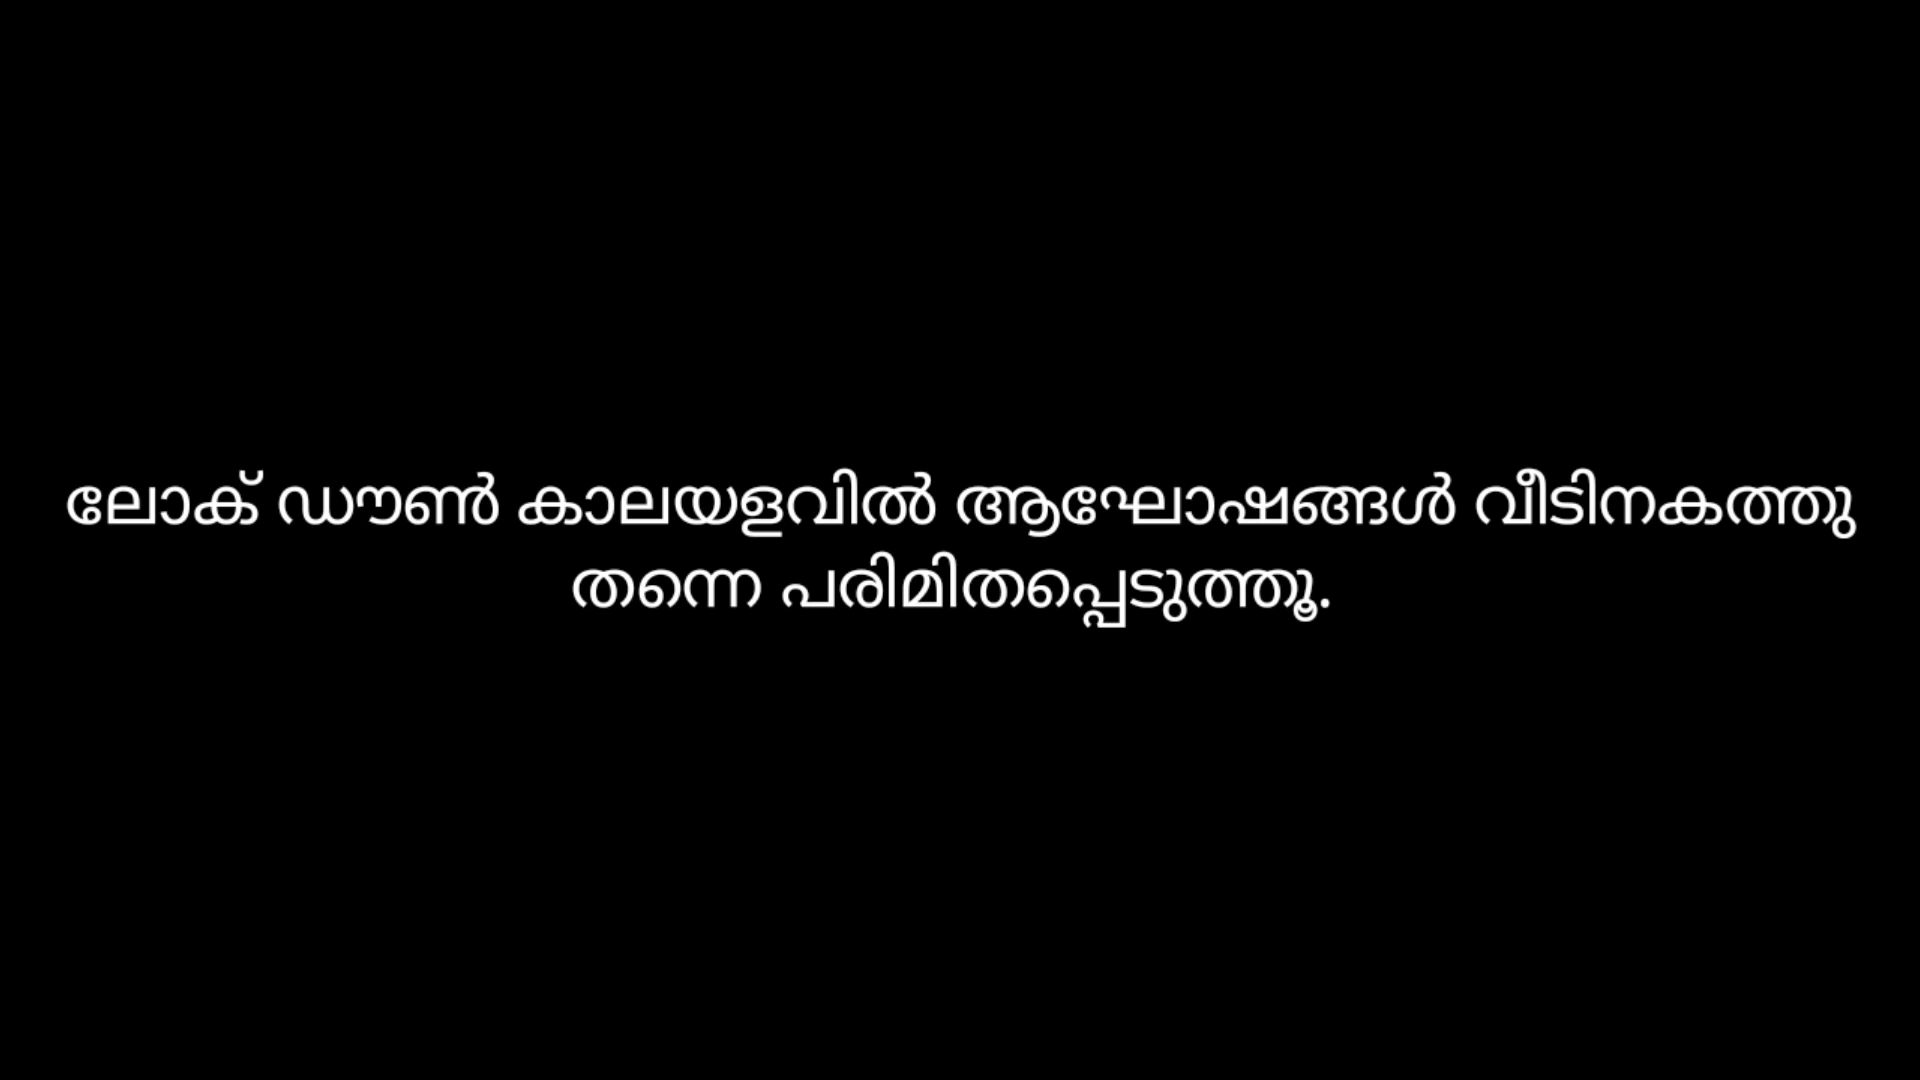 ലോക് ഡൗൺ കാലയളവിൽ ആഘോഷങ്ങൾ വീടിനകത്തു
തന്നെ പരിമിതപ്പെടുത്തൂ.